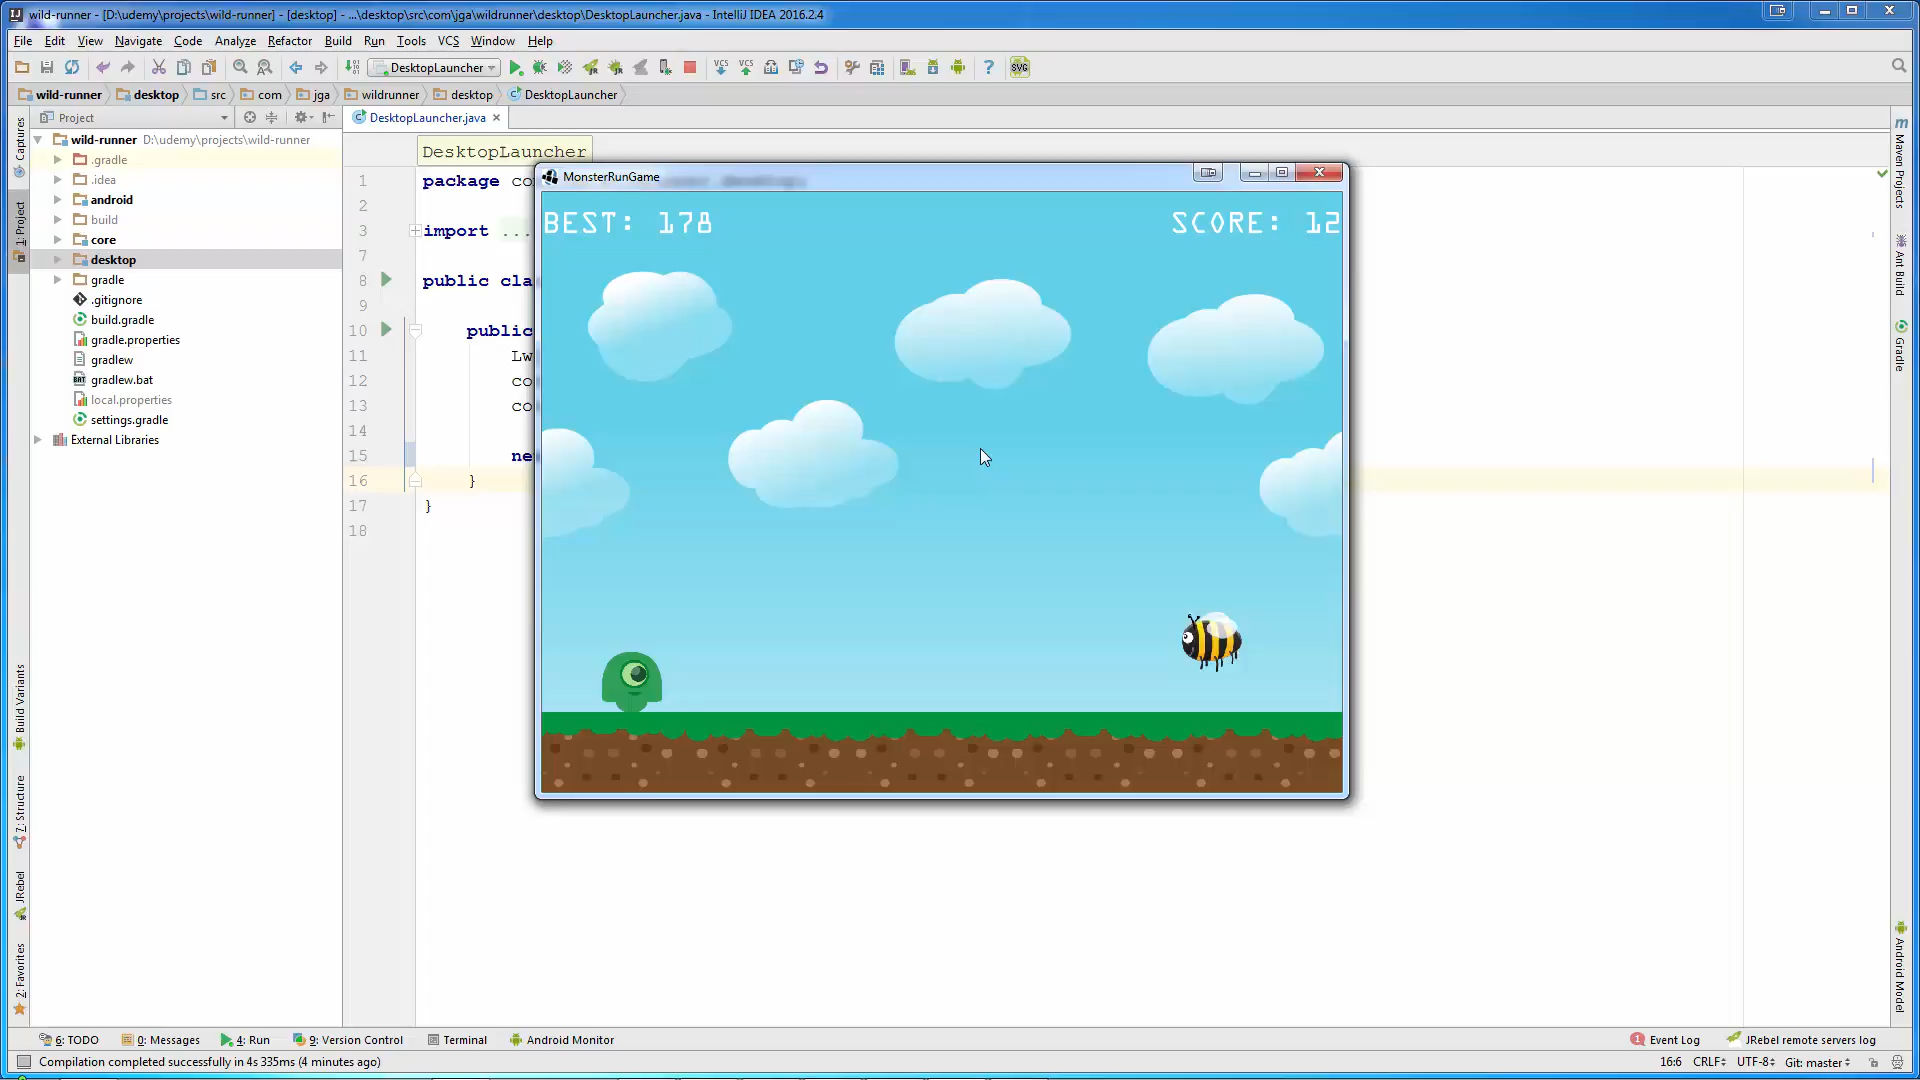 wild-runner - [D:\udemy\projects\wild-runner] - [desktop] - ...\desktop\src\com\jga\wildrunner\desktop\DesktopLauncher.java - IntelliJ IDEA 2016.2.4
File Edit View Navigate Code Analyze Refactor Build Run Tools VCS Window Help
DesktopLauncher
VCS VCS ? SVG
wild-runner desktop src com jga wildrunner desktop DesktopLauncher
Project
DesktopLauncher.java
wild-runner D:\udemy\projects\wild-runner
.gradle
.idea
android
build
core
desktop
gradle
.gitignore
build.gradle
gradle.properties
gradlew
gradlew.bat
local.properties
settings.gradle
External Libraries
Captures
1: Project
Build Variants
7: Structure
JRebel
2: Favorites
DesktopLauncher
1 package co
2
3 import ...
7
8 public cla
9
10 public
11 Lw
12 co
13 co
14
15 ne
16 }
17 }
18
MonsterRunGame
BEST: 178
SCORE: 12
Maven Projects
Ant Build
Gradle
Android Model
6: TODO 0: Messages 4: Run 9: Version Control Terminal Android Monitor
1 Event Log JRebel remote servers log
Compilation completed successfully in 4s 335ms (4 minutes ago)
16:6 CRLF UTF-8 Git: master